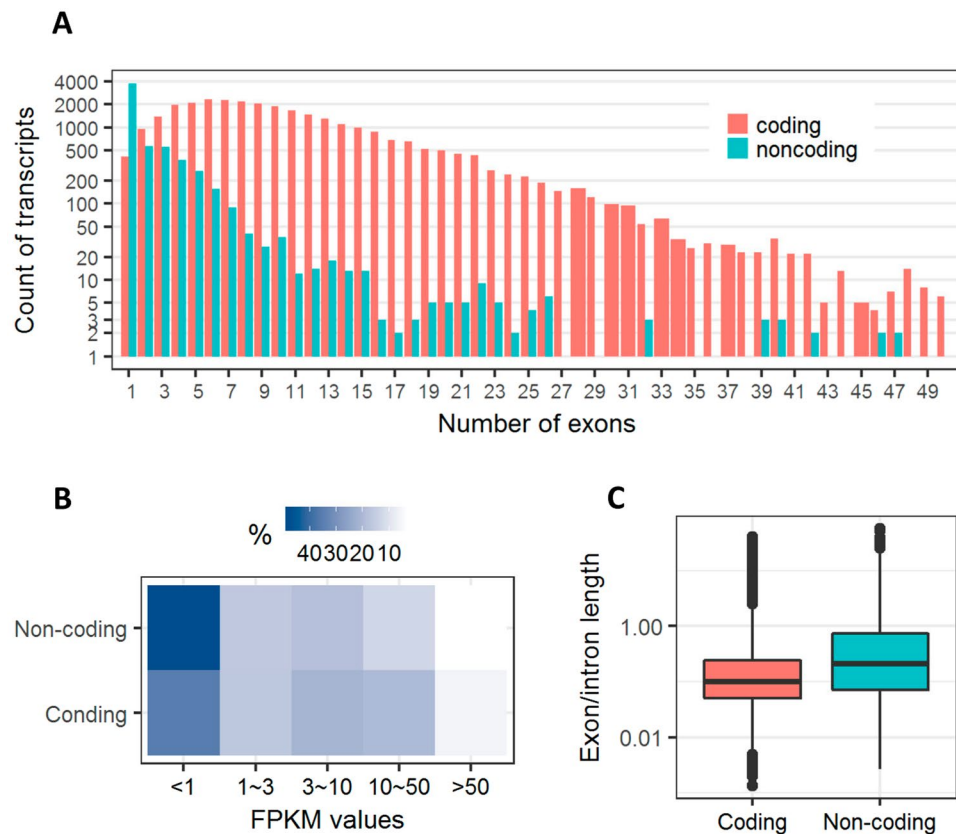 A
Count of transcripts
4000
2000
1000
500
200
100
50
20
10
5
3
2
1
coding
noncoding
1 3 5 7 9 11 13 15 17 19 21 23 25 27 29 31 33 35 37 39 41 43 45 47 49
Number of exons
B
%
40302010
Non-coding
Conding
<1 1~3 3~10 10~50 >50
FPKM values
C
Exon/intron length
1.00
0.01
Coding Non-coding